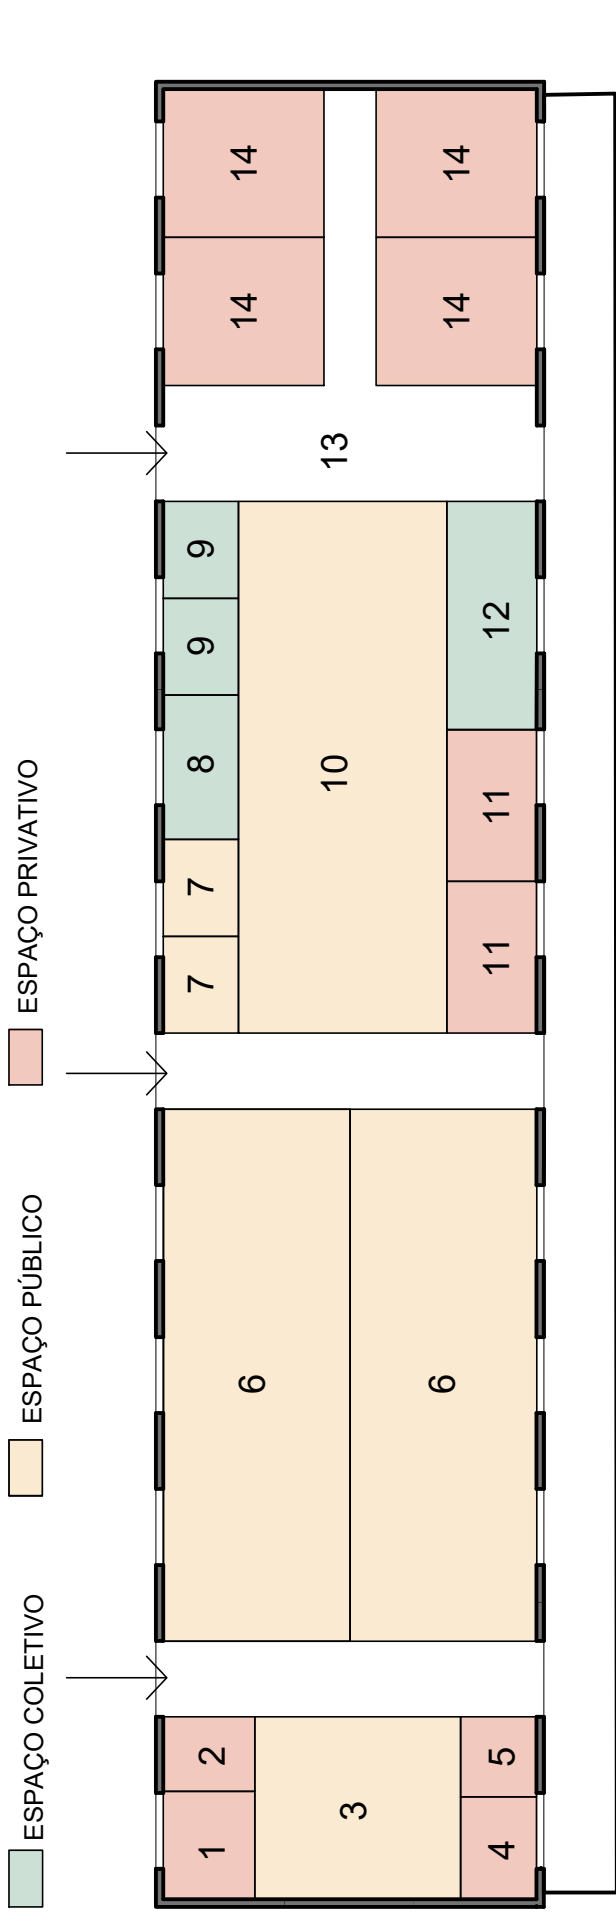 ESPAÇO COLETIVO
ESPAÇO PÚBLICO
ESPAÇO PRIVATIVO
1 2 7 7 8 9 9
6 14 14
3 10 13
6 14 14
4 5 11 11 12